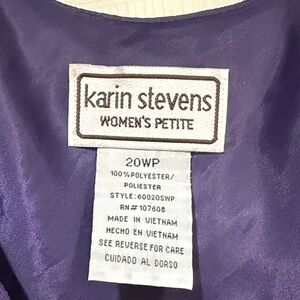 karin stevens
WOMEN'S PETITE
20WP
100% POLYESTER/
POLIESTER
STYLE:60020SWP
RN#107608
MADE IN VIETNAM
HECHO EN VIETNAM
SEE REVERSE FOR CARE
CUIDADO AL DORSO